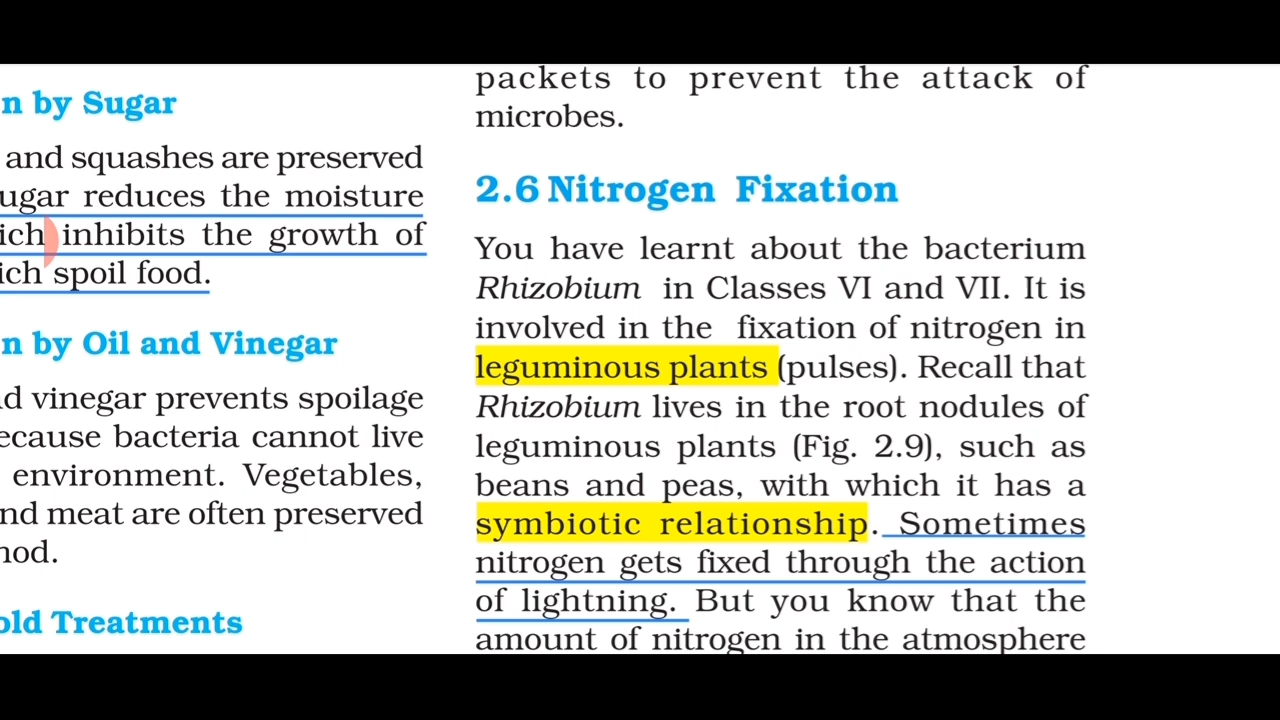 n by Sugar
and squashes are preserved
ugar reduces the moisture
ich inhibits the growth of
ich spoil food.
n by Oil and Vinegar
d vinegar prevents spoilage
ecause bacteria cannot live
environment. Vegetables,
nd meat are often preserved
hod.
old Treatments
packets to prevent the attack of
microbes.
2.6 Nitrogen Fixation
You have learnt about the bacterium
Rhizobium in Classes VI and VII. It is
involved in the fixation of nitrogen in
leguminous plants (pulses). Recall that
Rhizobium lives in the root nodules of
leguminous plants (Fig. 2.9), such as
beans and peas, with which it has a
symbiotic relationship. Sometimes
nitrogen gets fixed through the action
of lightning. But you know that the
amount of nitrogen in the atmosphere